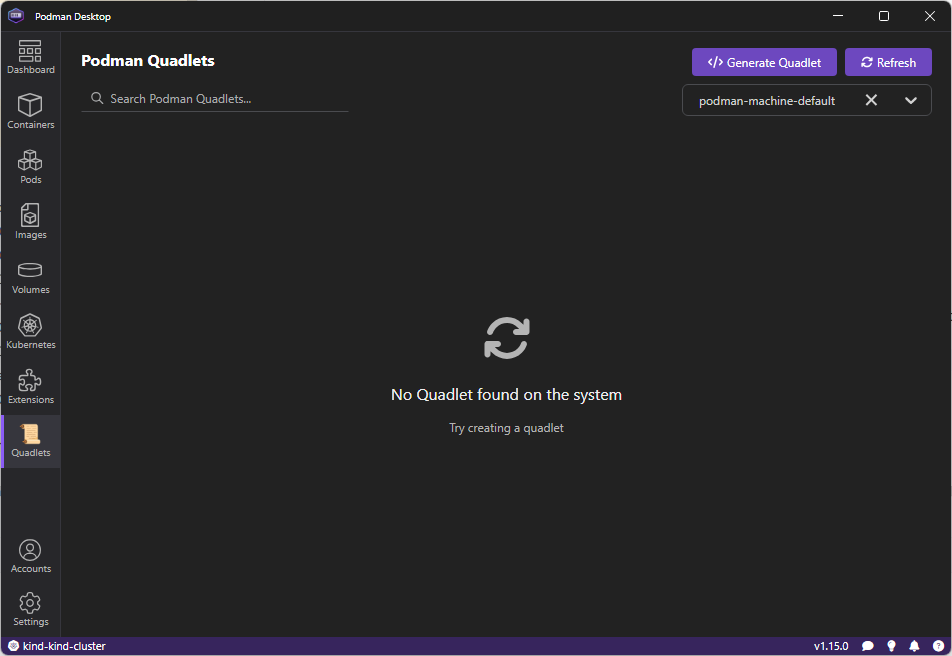 Podman Desktop
Dashboard
Containers
Pods
Images
Volumes
Kubernetes
Extensions
Quadlets
Accounts
Settings
Podman Quadlets
</> Generate Quadlet
Refresh
Search Podman Quadlets...
podman-machine-default
No Quadlet found on the system
Try creating a quadlet
kind-kind-cluster
v1.15.0